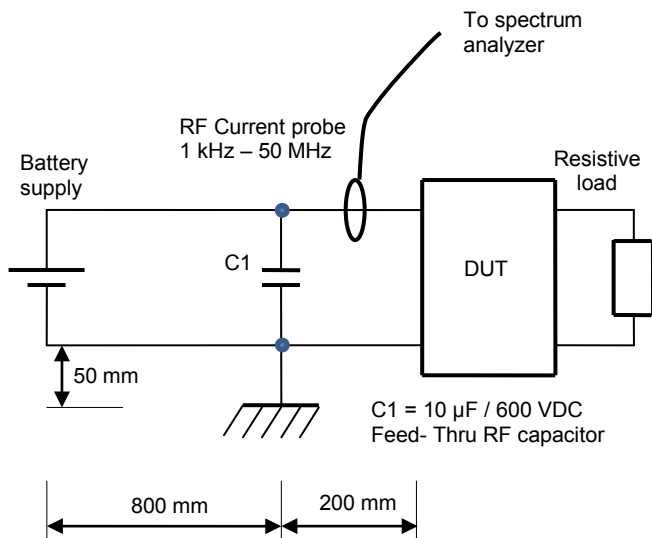 To spectrum
analyzer
RF Current probe
1 kHz – 50 MHz
Battery
supply
Resistive
load
C1
DUT
50 mm
C1 = 10 µF / 600 VDC
Feed- Thru RF capacitor
800 mm
200 mm